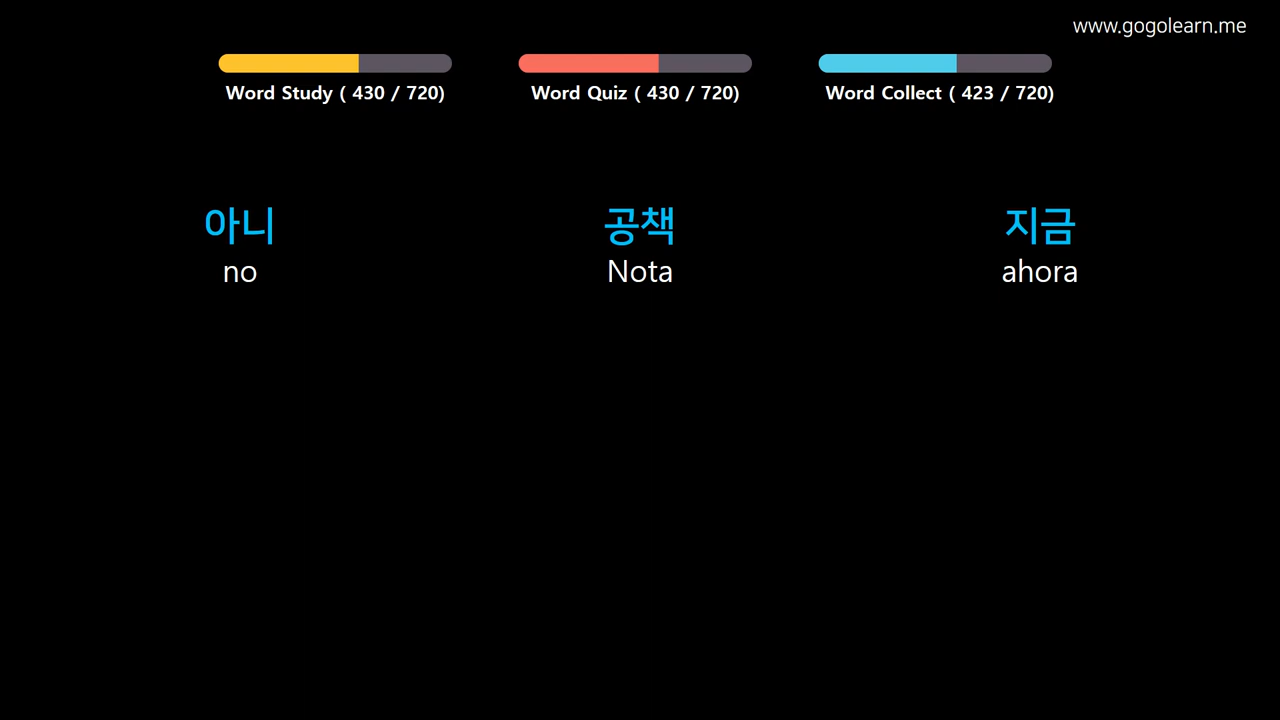 www.gogolearn.me
Word Study ( 430 / 720)
Word Quiz ( 430 / 720)
Word Collect ( 423 / 720)
아니
no
공책
Nota
지금
ahora